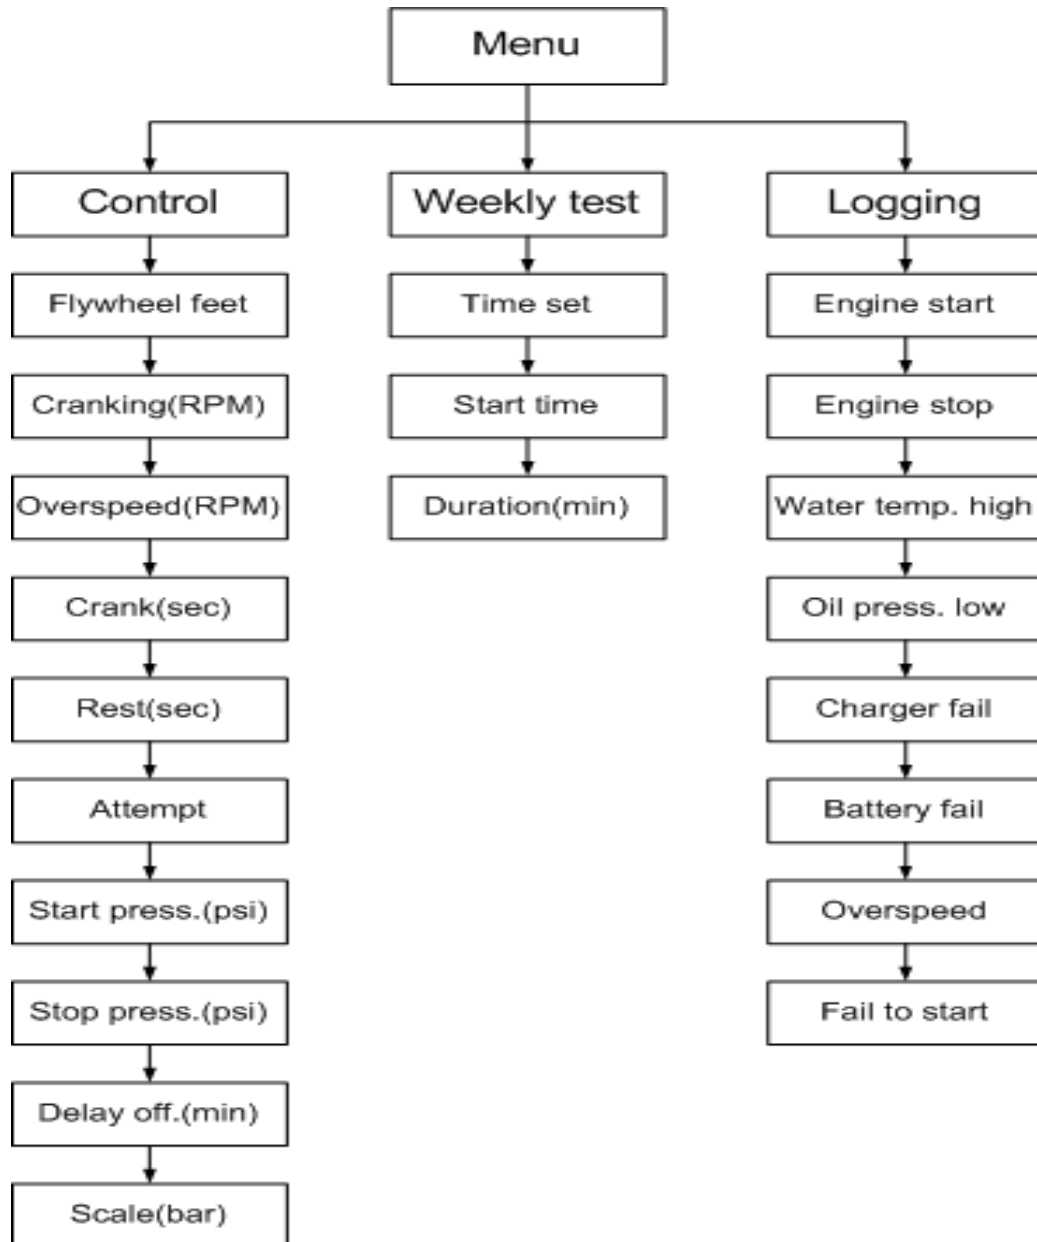 Menu
Control
Weekly test
Logging
Flywheel feet
Time set
Engine start
Cranking(RPM)
Start time
Engine stop
Overspeed(RPM)
Duration(min)
Water temp. high
Crank(sec)
Oil press. low
Rest(sec)
Charger fail
Attempt
Battery fail
Start press.(psi)
Overspeed
Stop press.(psi)
Fail to start
Delay off.(min)
Scale(bar)